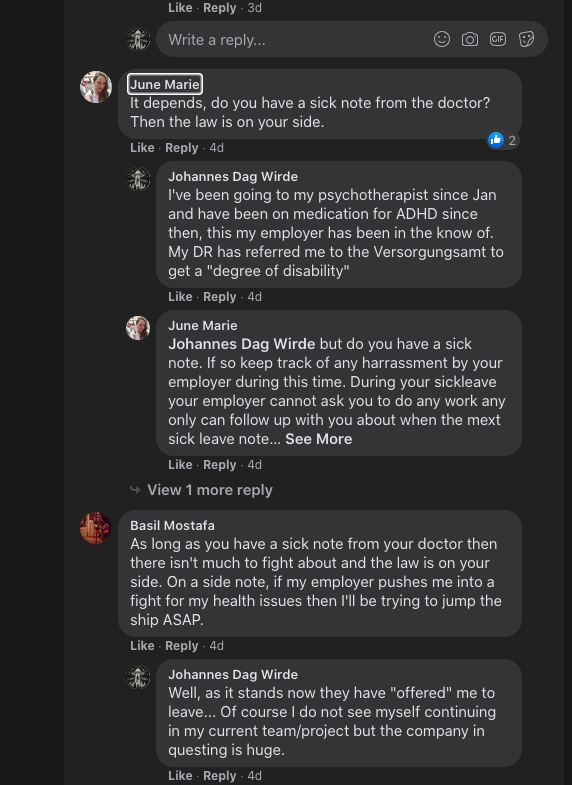 Like · Reply · 3d
Write a reply...
GIF
June Marie
It depends, do you have a sick note from the doctor?
Then the law is on your side.
2
Like · Reply · 4d
Johannes Dag Wirde
I've been going to my psychotherapist since Jan
and have been on medication for ADHD since
then, this my employer has been in the know of.
My DR has referred me to the Versorgungsamt to
get a "degree of disability"
Like · Reply · 4d
June Marie
Johannes Dag Wirde but do you have a sick
note. If so keep track of any harrassment by your
employer during this time. During your sickleave
your employer cannot ask you to do any work any
only can follow up with you about when the mext
sick leave note... See More
Like · Reply · 4d
View 1 more reply
Basil Mostafa
As long as you have a sick note from your doctor then
there isn't much to fight about and the law is on your
side. On a side note, if my employer pushes me into a
fight for my health issues then I'll be trying to jump the
ship ASAP.
Like · Reply · 4d
Johannes Dag Wirde
Well, as it stands now they have "offered" me to
leave... Of course I do not see myself continuing
in my current team/project but the company in
questing is huge.
Like · Reply · 4d